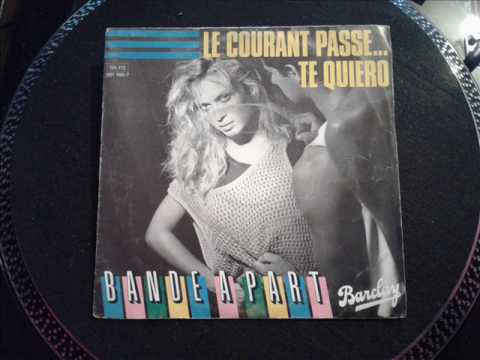 LE COURANT PASSE...
TE QUIERO
BANDE A PART
Barclay